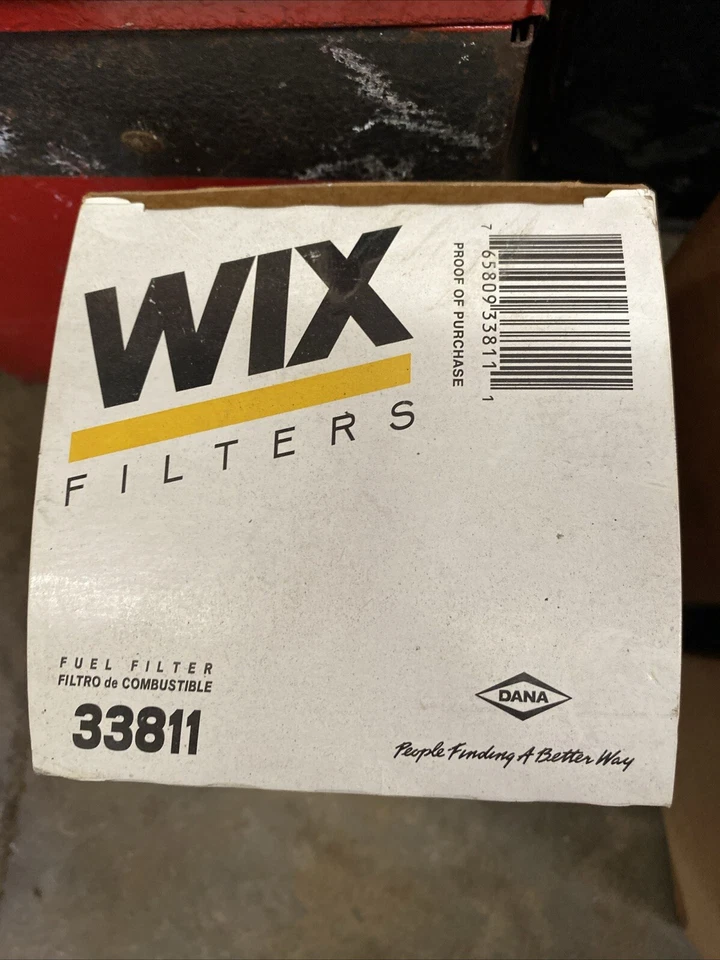 WIX
FILTERS
PROOF OF PURCHASE
7 65809 33811 1
FUEL FILTER
FILTRO de COMBUSTIBLE
33811
DANA
People Finding A Better Way